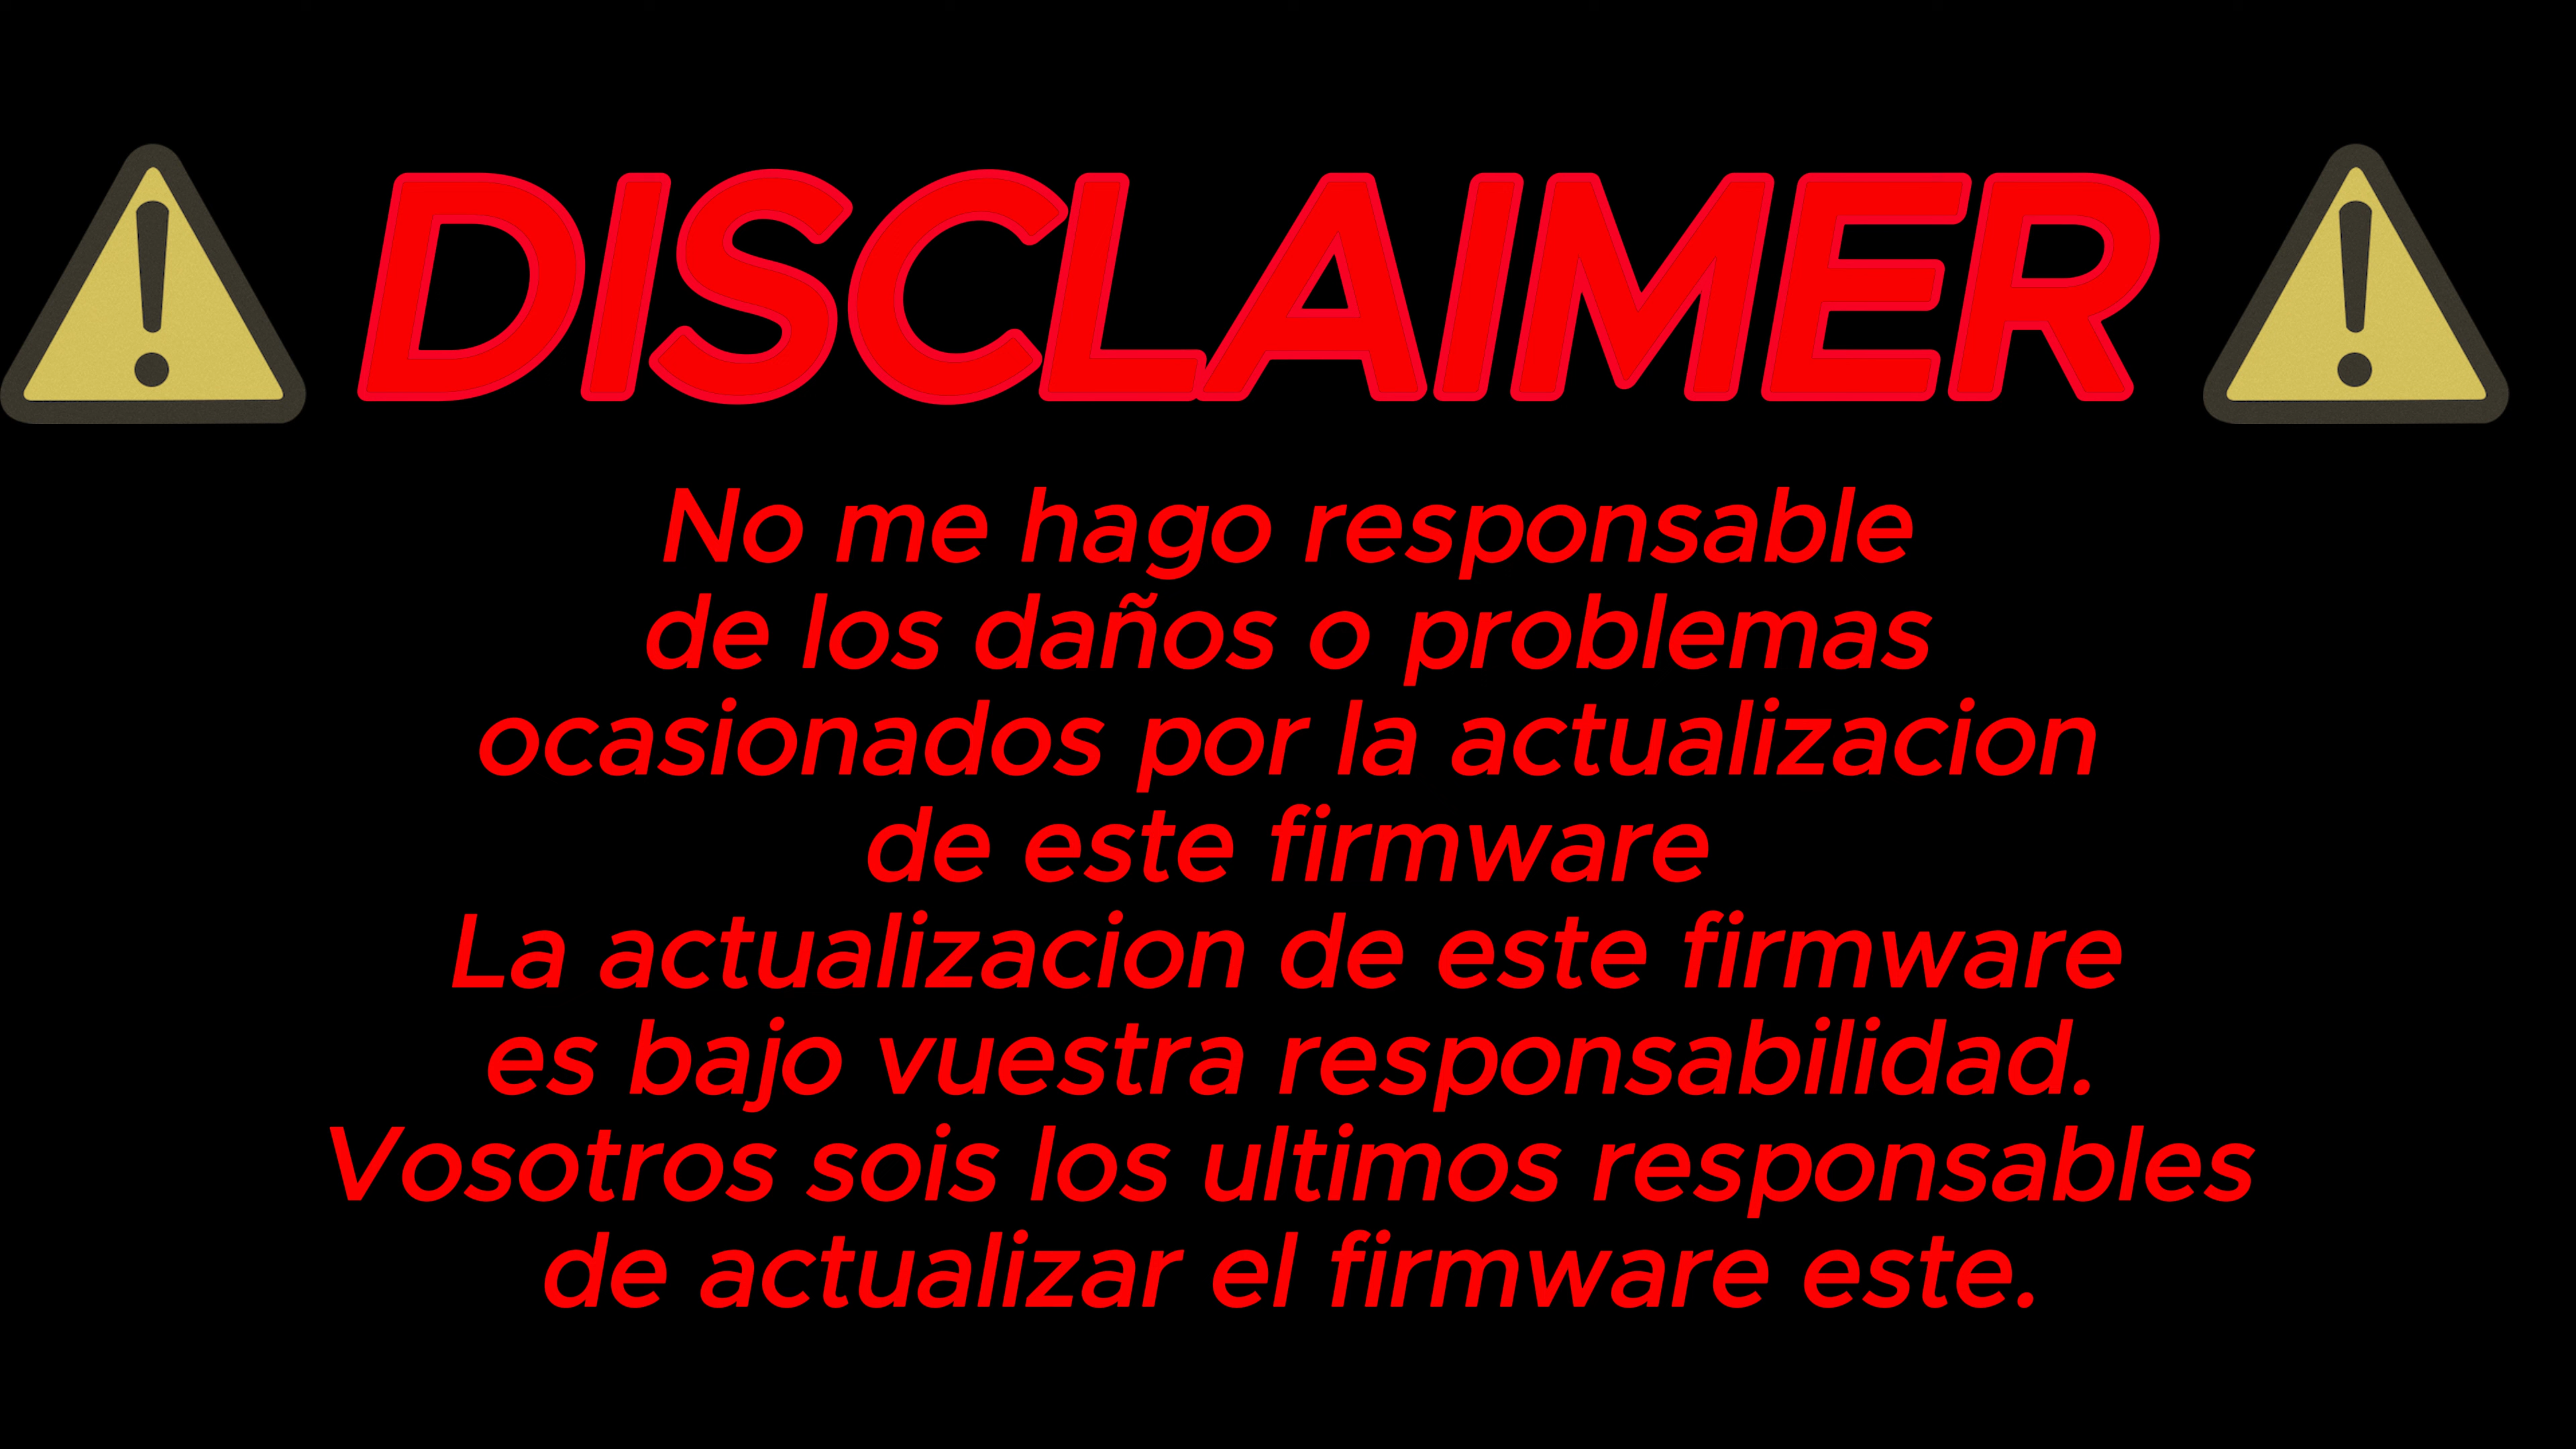 DISCLAIMER
No me hago responsable
de los daños o problemas
ocasionados por la actualizacion
de este firmware
La actualizacion de este firmware
es bajo vuestra responsabilidad.
Vosotros sois los ultimos responsables
de actualizar el firmware este.